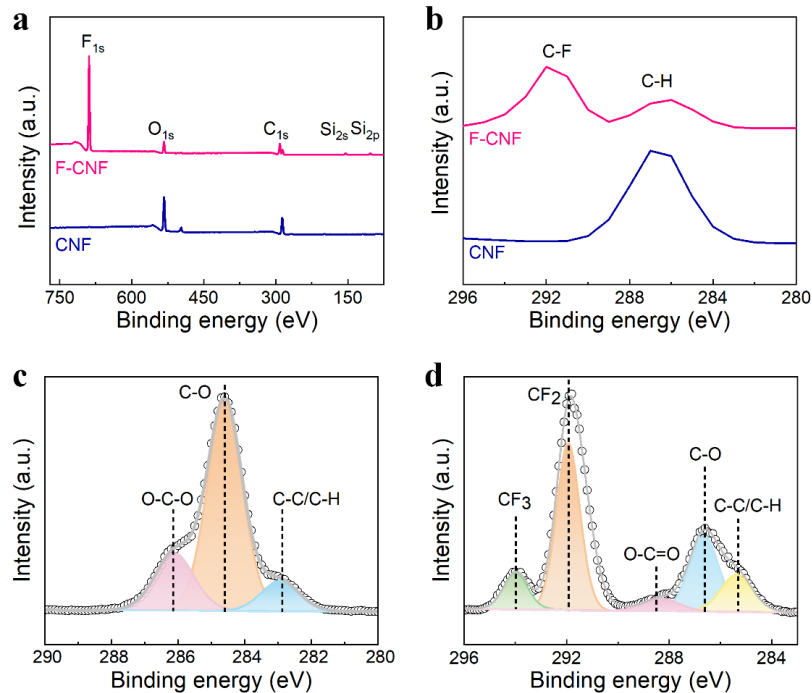 a
F1s
O1s
C1s
Si2s Si2p
F-CNF
CNF
Intensity (a.u.)
750 600 450 300 150
Binding energy (eV)
b
C-F
C-H
F-CNF
CNF
Intensity (a.u.)
296 292 288 284 280
Binding energy (eV)
c
C-O
O-C-O
C-C/C-H
Intensity (a.u.)
290 288 286 284 282 280
Binding energy (eV)
d
CF2
CF3
C-O
C-C/C-H
O-C=O
Intensity (a.u.)
296 292 288 284
Binding energy (eV)